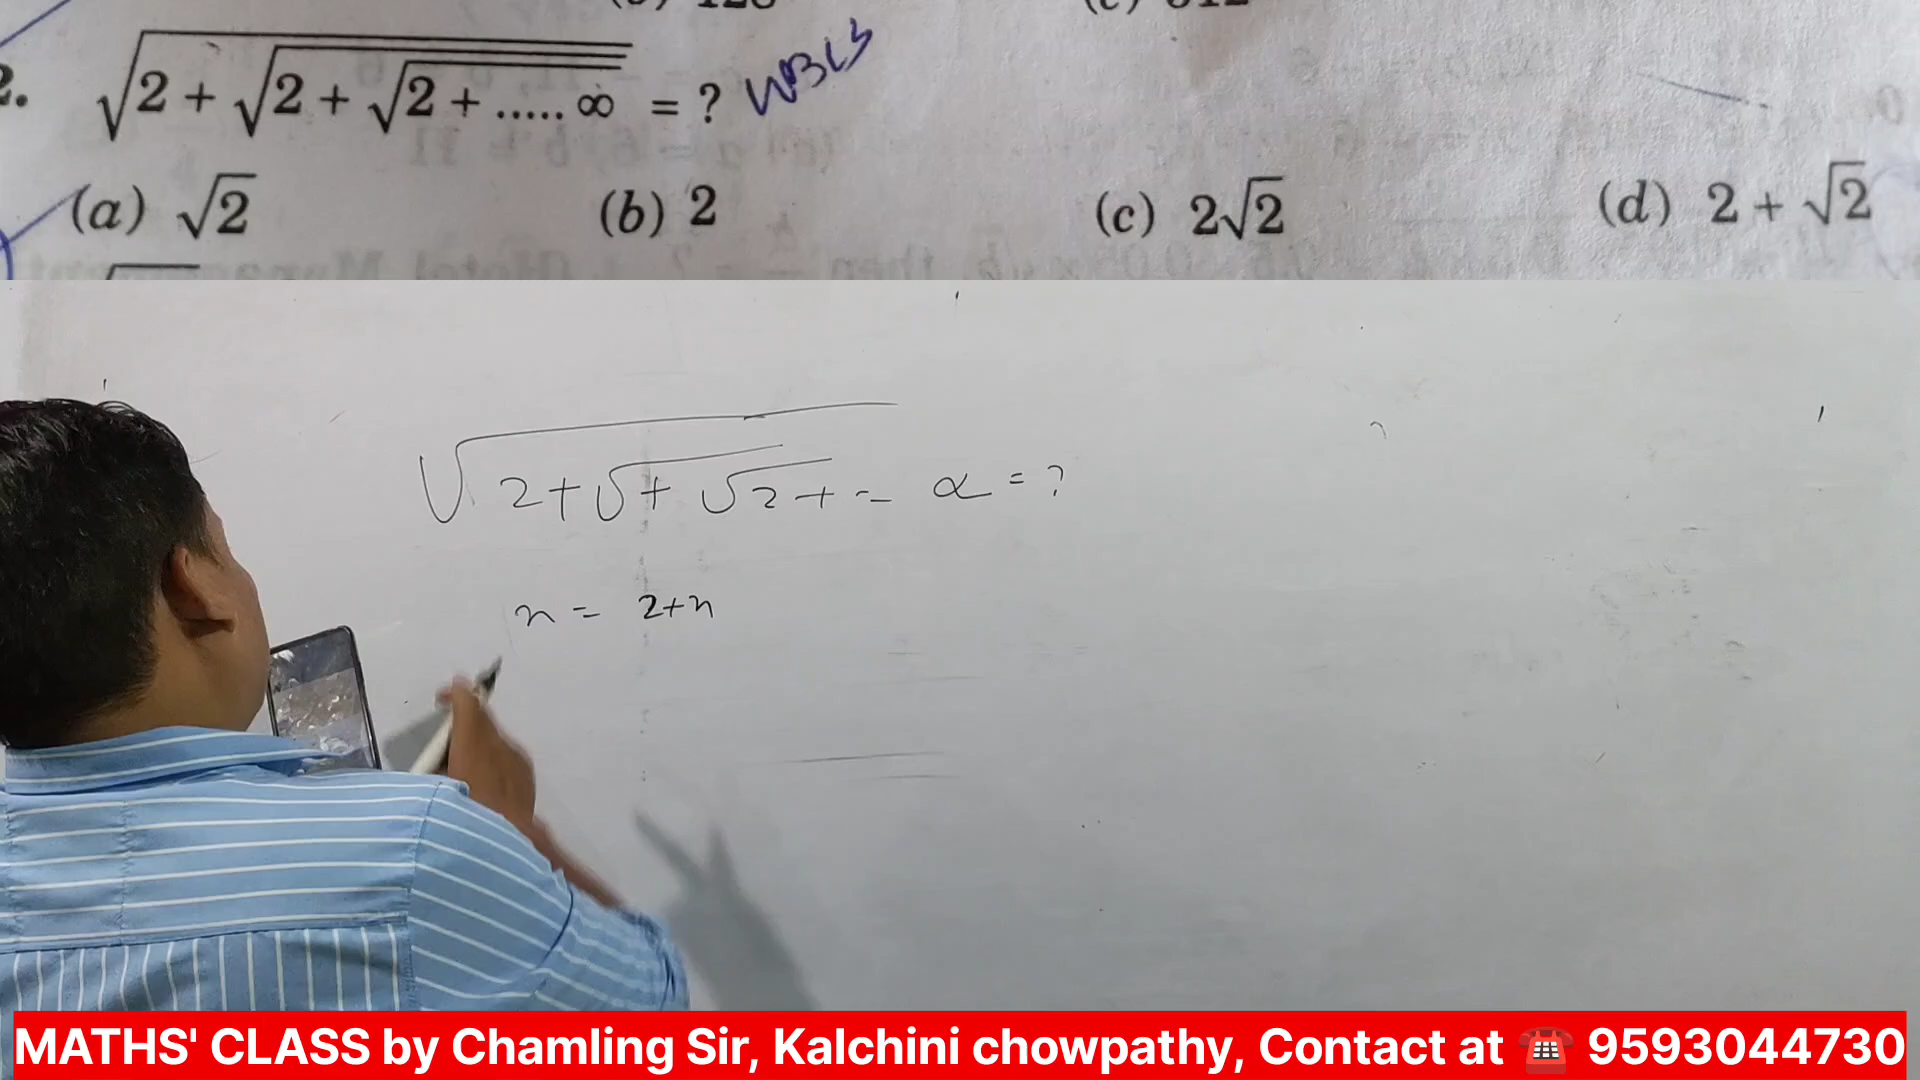 2. √2 + √2 + √2 + ..... ∞ = ? WBCS
(a) √2 (b) 2 (c) 2√2 (d) 2 + √2
√2+√+√2+-- α = ?
n = 2+n
MATHS' CLASS by Chamling Sir, Kalchini chowpathy, Contact at ☎️ 9593044730